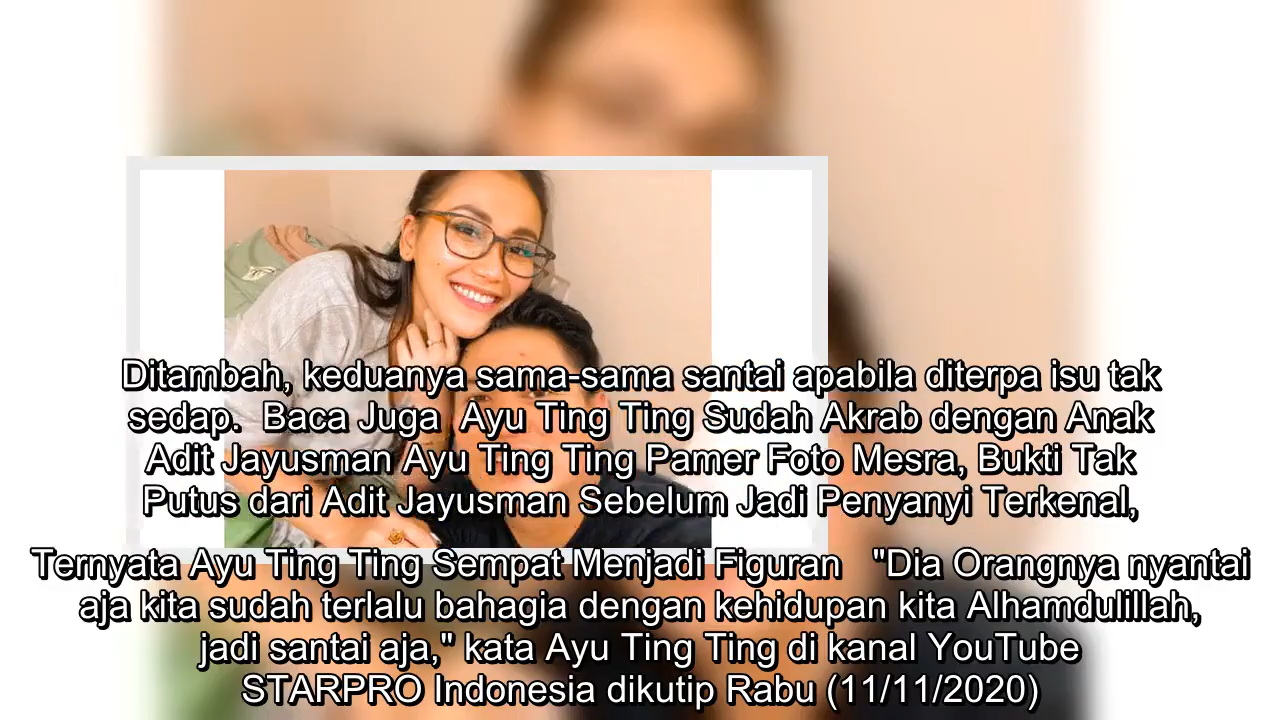 Ditambah, keduanya sama-sama santai apabila diterpa isu tak
sedap.  Baca Juga  Ayu Ting Ting Sudah Akrab dengan Anak
Adit Jayusman Ayu Ting Ting Pamer Foto Mesra, Bukti Tak
Putus dari Adit Jayusman Sebelum Jadi Penyanyi Terkenal,
Ternyata Ayu Ting Ting Sempat Menjadi Figuran   "Dia Orangnya nyantai
aja kita sudah terlalu bahagia dengan kehidupan kita Alhamdulillah,
jadi santai aja," kata Ayu Ting Ting di kanal YouTube
STARPRO Indonesia dikutip Rabu (11/11/2020)